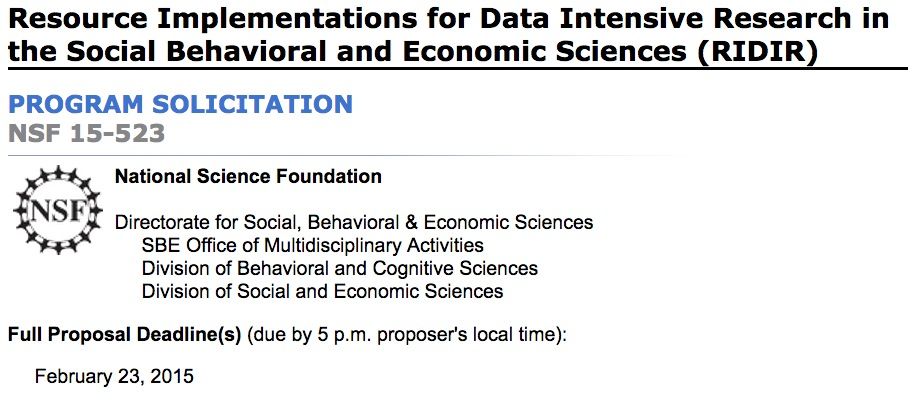 Resource Implementations for Data Intensive Research in
the Social Behavioral and Economic Sciences (RIDIR)
PROGRAM SOLICITATION
NSF 15-523
NSF
National Science Foundation
Directorate for Social, Behavioral & Economic Sciences
SBE Office of Multidisciplinary Activities
Division of Behavioral and Cognitive Sciences
Division of Social and Economic Sciences
Full Proposal Deadline(s) (due by 5 p.m. proposer's local time):
February 23, 2015